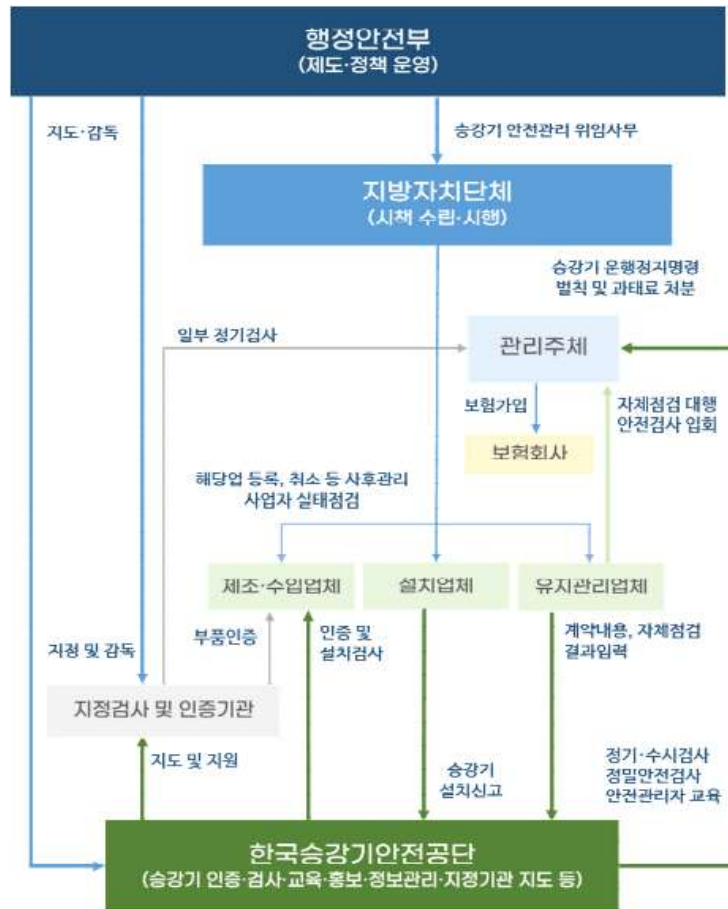 행정안전부
(제도·정책 운영)
지도·감독
승강기 안전관리 위임사무
지방자치단체
(시책 수립·시행)
승강기 운행정지명령
벌칙 및 과태료 처분
일부 정기검사
관리주체
보험가입
자체점검 대행
안전검사 입회
보험회사
해당업 등록, 취소 등 사후관리
사업자 실태점검
제조·수입업체
설치업체
유지관리업체
지정 및 감독
부품인증
인증 및
설치검사
계약내용, 자체점검
결과입력
지정검사 및 인증기관
지도 및 지원
승강기
설치신고
정기·수시검사
정밀안전검사
안전관리자 교육
한국승강기안전공단
(승강기 인증·검사·교육·홍보·정보관리·지정기관 지도 등)